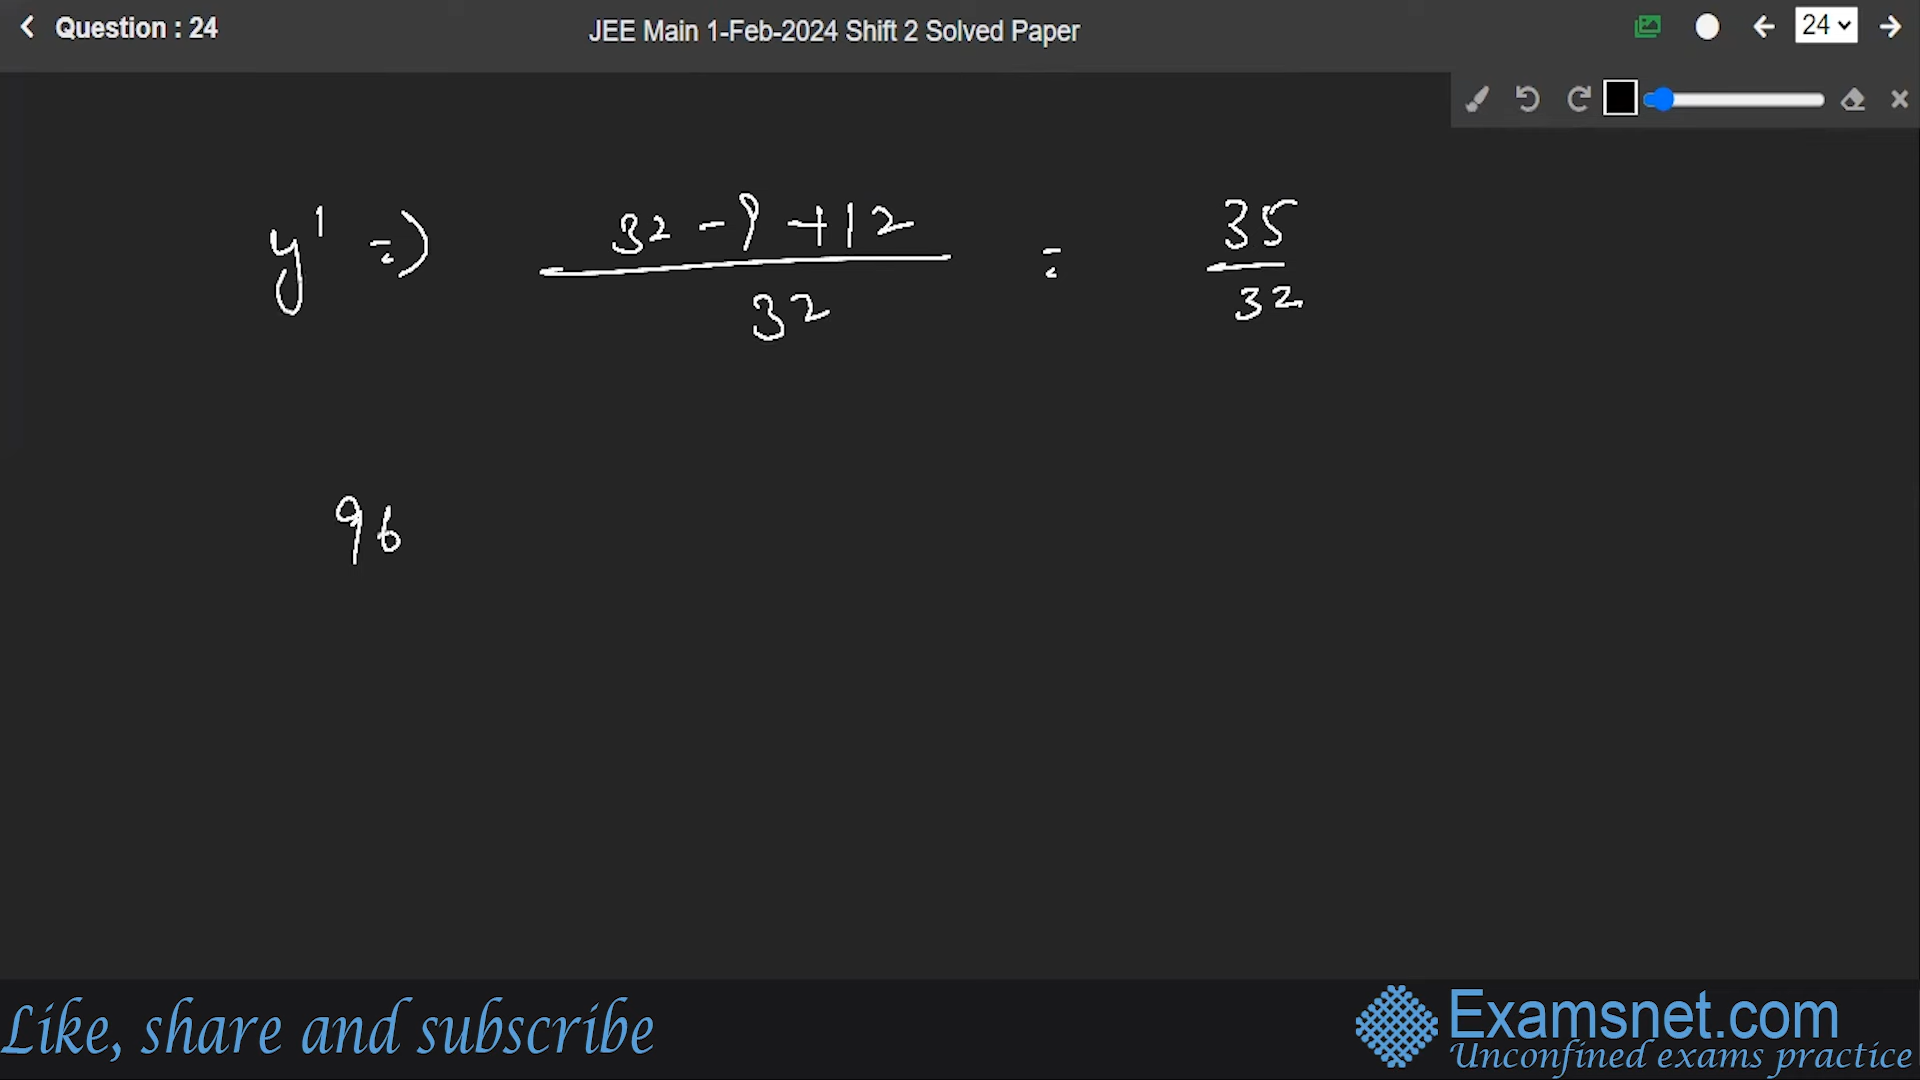 Question : 24
JEE Main 1-Feb-2024 Shift 2 Solved Paper
24
y' => (32 - 9 + 12)/32 = 35/32
96
Like, share and subscribe
Examsnet.com
Unconfined exams practice